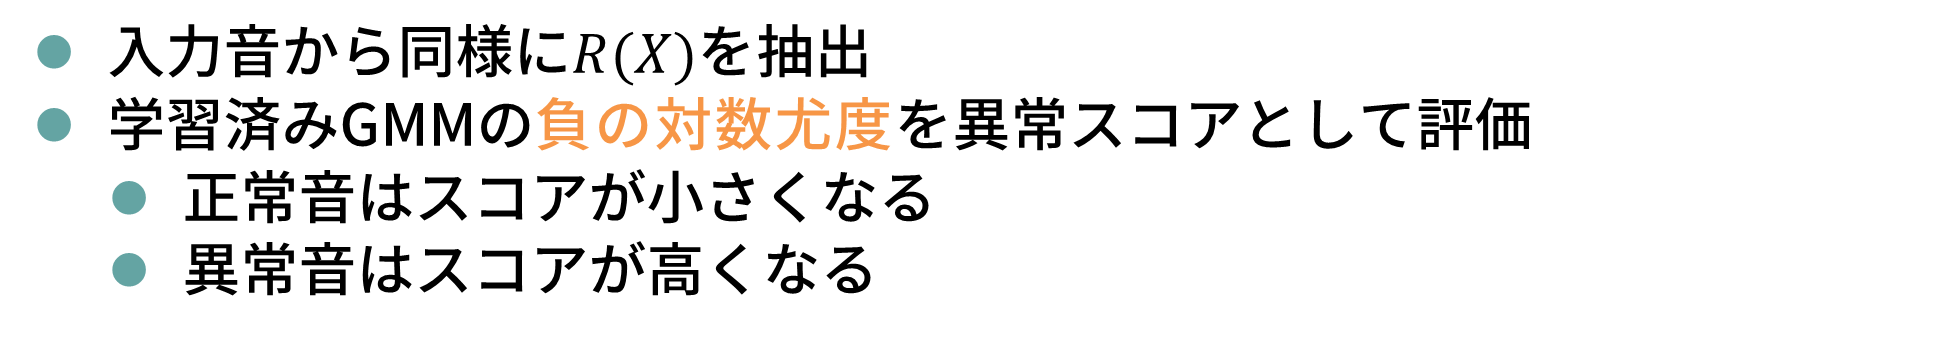 入力音から同様にR(X)を抽出
学習済みGMMの負の対数尤度を異常スコアとして評価
正常音はスコアが小さくなる
異常音はスコアが高くなる